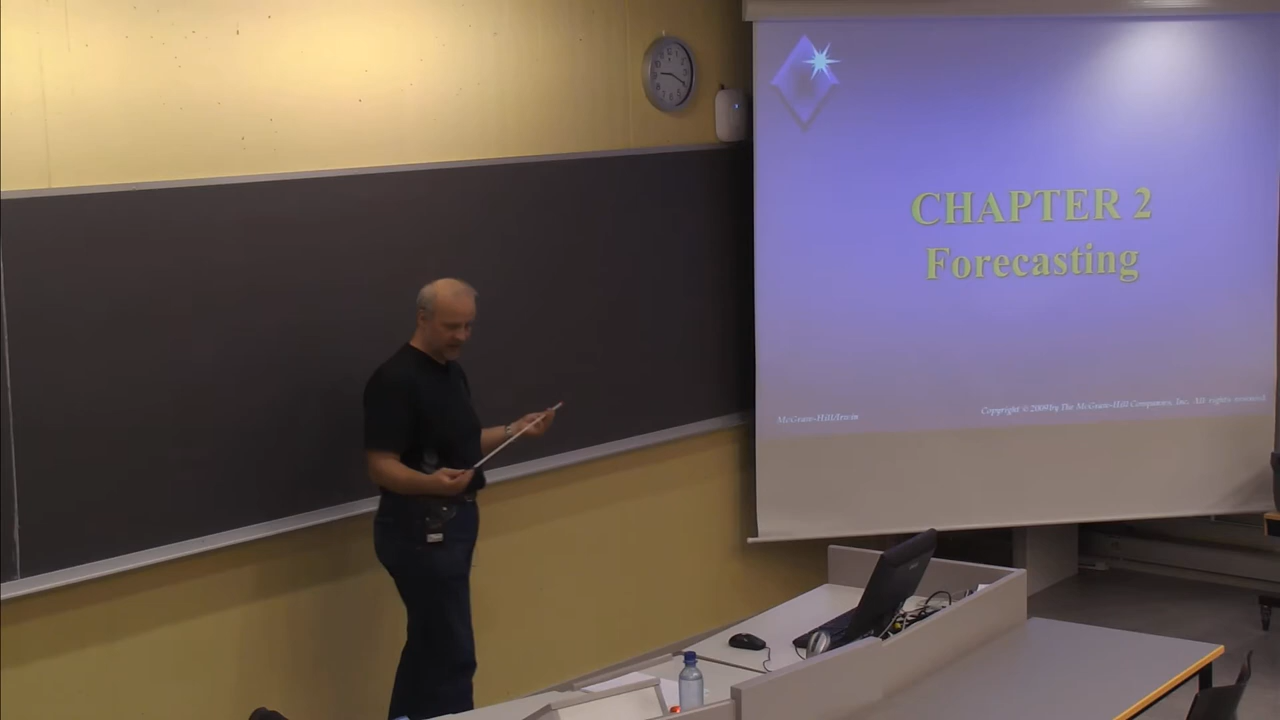 CHAPTER 2
Forecasting
McGraw-Hill/Irwin
Copyright © 2009 by The McGraw-Hill Companies, Inc. All rights reserved.